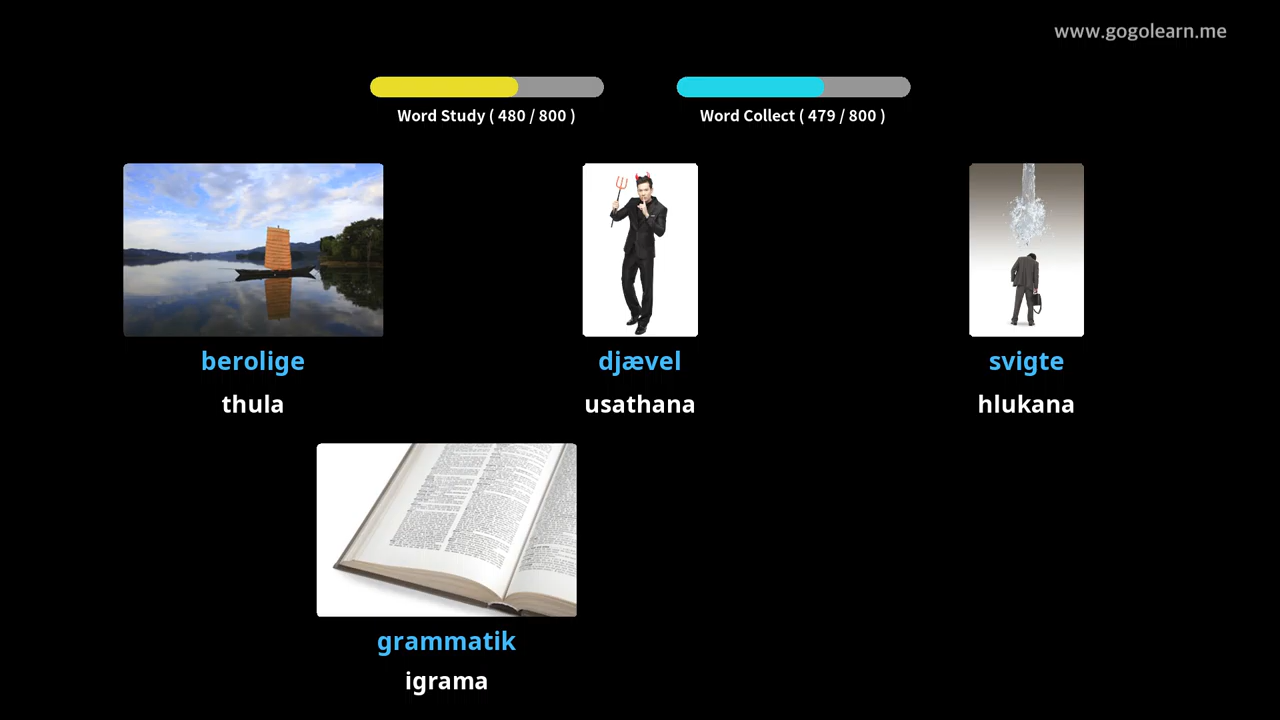 www.gogolearn.me
Word Study ( 480 / 800 )
Word Collect ( 479 / 800 )
berolige
djævel
svigte
thula
usathana
hlukana
grammatik
igrama